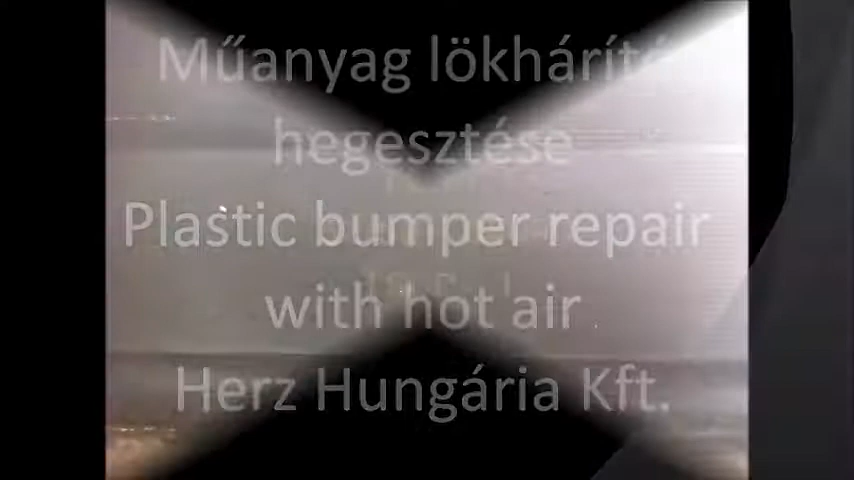 Műanyag lökhárító
hegesztése
Plastic bumper repair
with hot air
Herz Hungária Kft.